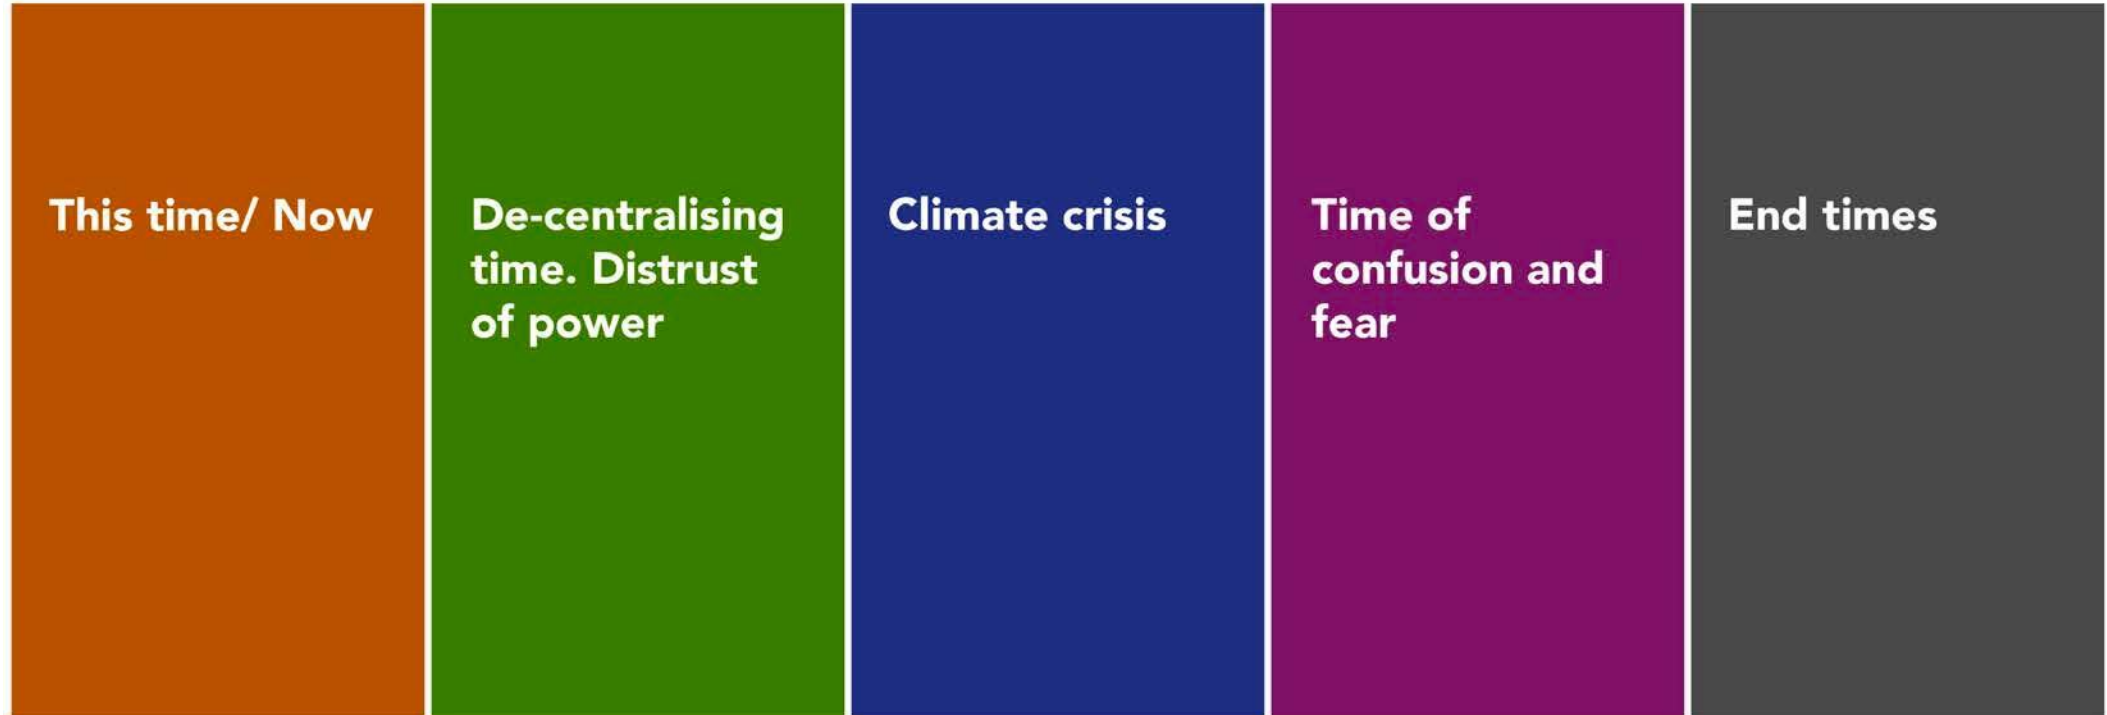 This time/ Now
De-centralising
time. Distrust
of power
Climate crisis
Time of
confusion and
fear
End times